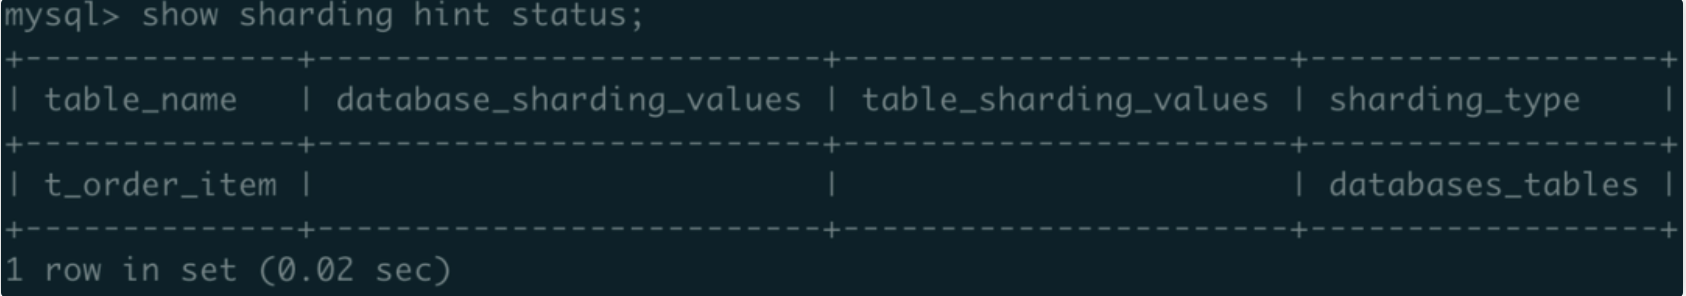 mysql> show sharding hint status;
+--------------+--------------------------+-----------------------+------------------+
| table_name   | database_sharding_values | table_sharding_values | sharding_type    |
+--------------+--------------------------+-----------------------+------------------+
| t_order_item |                          |                       | databases_tables |
+--------------+--------------------------+-----------------------+------------------+
1 row in set (0.02 sec)